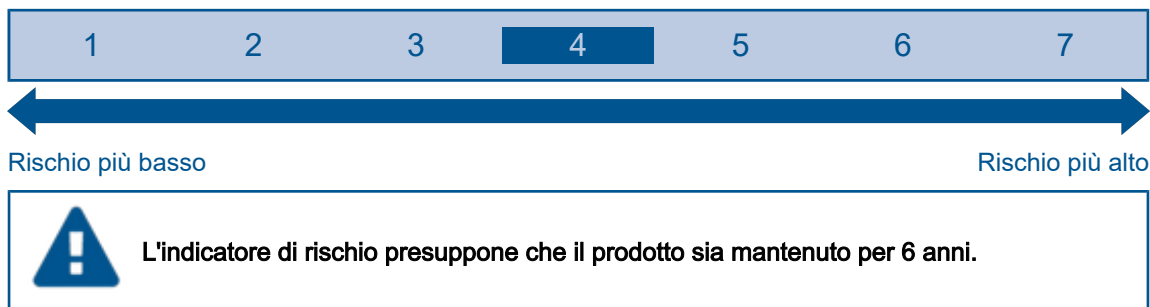 1 2 3 4 5 6 7
Rischio più basso Rischio più alto
L'indicatore di rischio presuppone che il prodotto sia mantenuto per 6 anni.